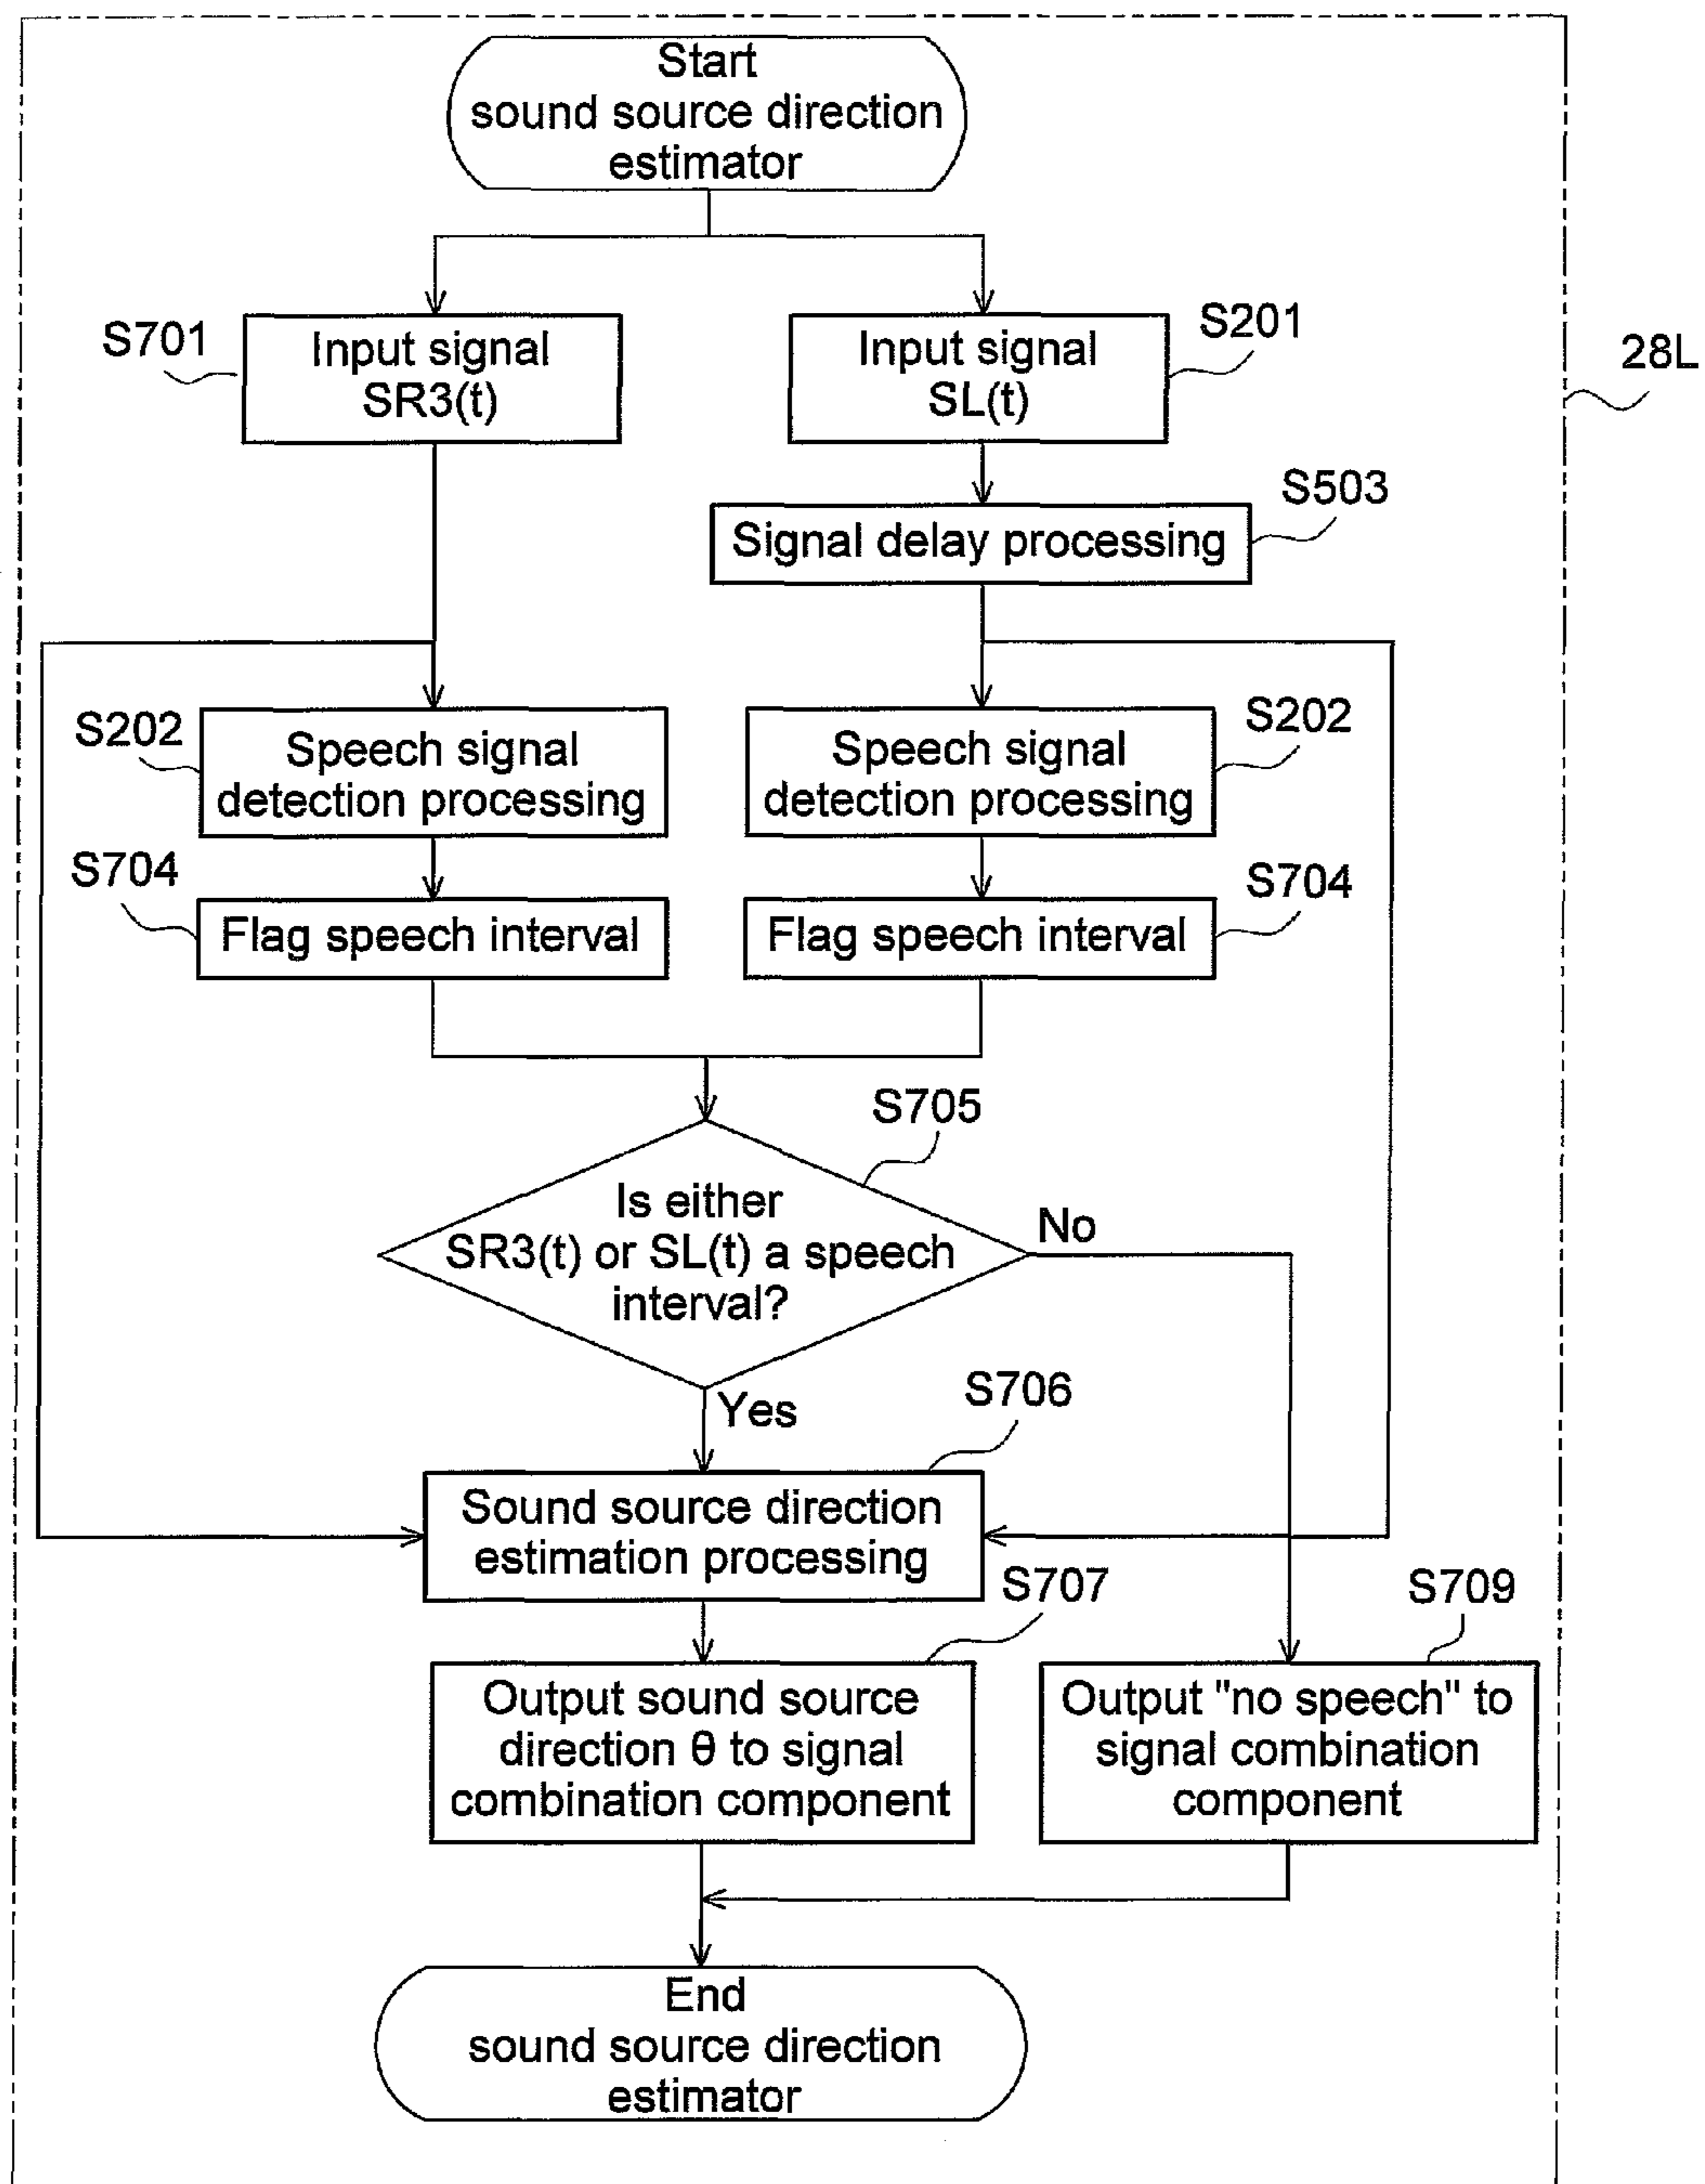 Start
sound source direction
estimator
S701
Input signal
SR3(t)
Input signal
SL(t)
S201
28L
S503
Signal delay processing
S202
Speech signal
detection processing
Speech signal
detection processing
S202
S704
Flag speech interval
Flag speech interval
S704
S705
Is either
SR3(t) or SL(t) a speech
interval?
No
Yes
S706
Sound source direction
estimation processing
S707
S709
Output sound source
direction θ to signal
combination component
Output "no speech" to
signal combination
component
End
sound source direction
estimator